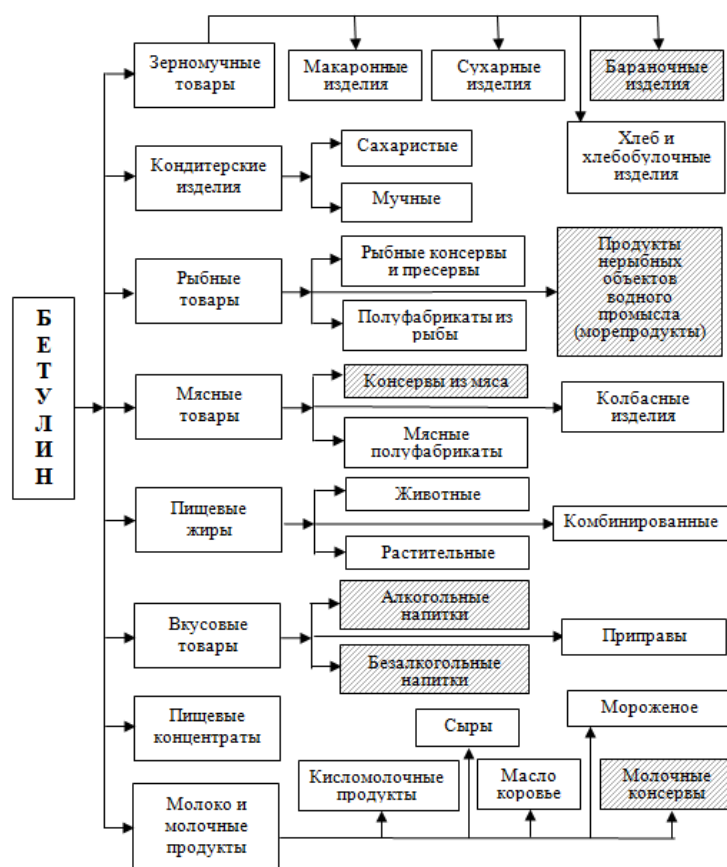 Зерномучные
товары
Макаронные
изделия
Сухарные
изделия
Бараночные
изделия
Хлеб и
хлебобулочные
изделия
Кондитерские
изделия
Сахаристые
Мучные
Рыбные
товары
Рыбные консервы
и пресервы
Полуфабрикаты из
рыбы
Продукты
нерыбных
объектов
водного
промысла
(морепродукты)
Б
Е
Т
У
Л
И
Н
Мясные
товары
Консервы из мяса
Мясные
полуфабрикаты
Колбасные
изделия
Пищевые
жиры
Животные
Растительные
Комбинированные
Вкусовые
товары
Алкогольные
напитки
Безалкогольные
напитки
Приправы
Пищевые
концентраты
Молоко и
молочные
продукты
Кисломолочные
продукты
Сыры
Масло
коровье
Мороженое
Молочные
консервы